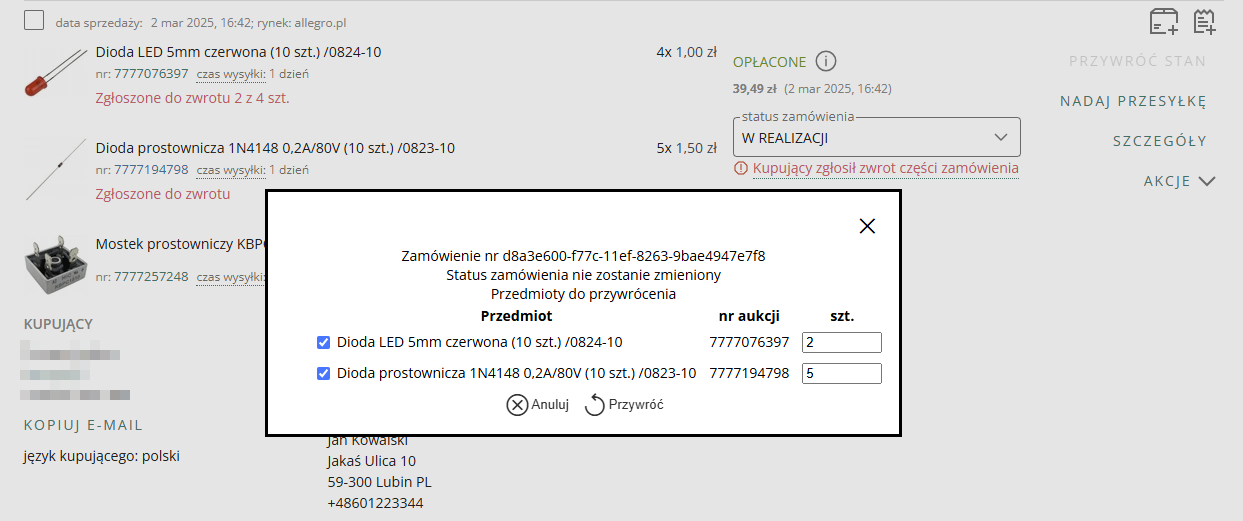 data sprzedaży: 2 mar 2025, 16:42; rynek: allegro.pl
Dioda LED 5mm czerwona (10 szt.) /0824-10 4x 1,00 zł
nr: 7777076397 czas wysyłki: 1 dzień
Zgłoszone do zwrotu 2 z 4 szt.
Dioda prostownicza 1N4148 0,2A/80V (10 szt.) /0823-10 5x 1,50 zł
nr: 7777194798 czas wysyłki: 1 dzień
Zgłoszone do zwrotu
Mostek prostowniczy
nr: 7777257248 czas wysyłki:
OPŁACONE
39,49 zł (2 mar 2025, 16:42)
status zamówienia
W REALIZACJI
Kupujący zgłosił zwrot części zamówienia
PRZYWRÓĆ STAN
NADAJ PRZESYŁKĘ
SZCZEGÓŁY
AKCJE
Zamówienie nr d8a3e600-f77c-11ef-8263-9bae4947e7f8
Status zamówienia nie zostanie zmieniony
Przedmioty do przywrócenia
Przedmiot nr aukcji szt.
Dioda LED 5mm czerwona (10 szt.) /0824-10 7777076397 2
Dioda prostownicza 1N4148 0,2A/80V (10 szt.) /0823-10 7777194798 5
Anuluj Przywróć
KUPUJĄCY
KOPIUJ E-MAIL
język kupującego: polski
Jan Kowalski
Jakaś Ulica 10
59-300 Lubin PL
+48601223344